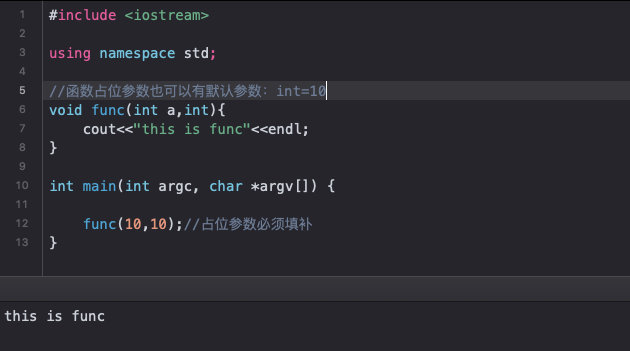 1 #include <iostream>
2
3 using namespace std;
4
5 //函数占位参数也可以有默认参数：int=10
6 void func(int a,int){
7 cout<<"this is func"<<endl;
8 }
9
10 int main(int argc, char *argv[]) {
11
12 func(10,10);//占位参数必须填补
13 }
this is func